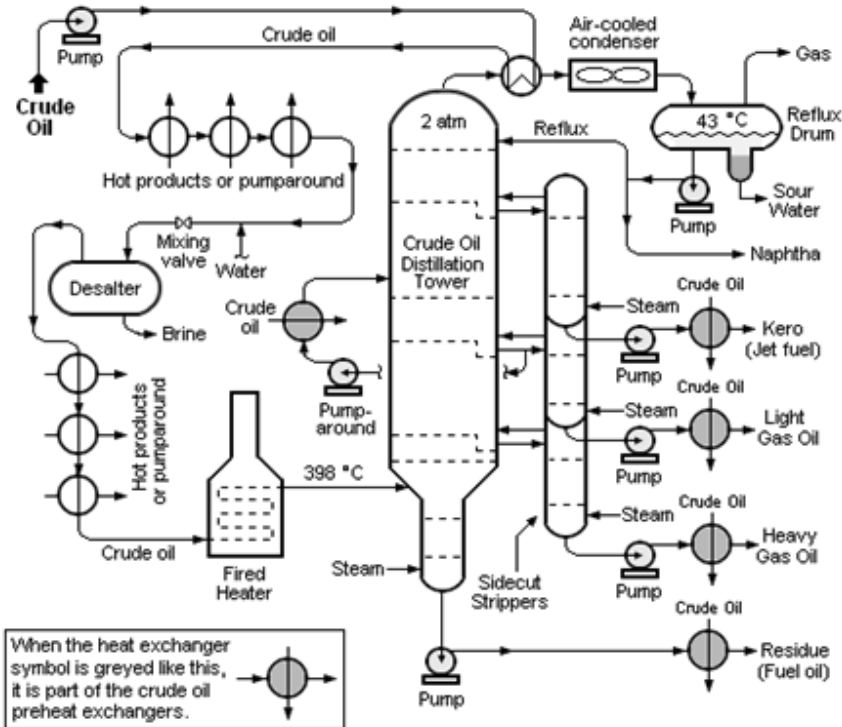 Pump
Crude
Oil
Crude oil
Air-cooled
condenser
Gas
2 atm
Reflux
43 °C
Reflux
Drum
Hot products or pumparound
Pump
Sour
Water
Mixing
valve
Water
Naphtha
Desalter
Brine
Crude
oil
Crude Oil
Distillation
Tower
Steam
Crude Oil
Pump
Kero
(Jet fuel)
Pump-
around
Hot products
or pumparound
Steam
Crude Oil
Pump
Light
Gas Oil
398 °C
Crude oil
Fired
Heater
Steam
Sidecut
Strippers
Steam
Crude Oil
Pump
Heavy
Gas Oil
Crude Oil
Pump
Residue
(Fuel oil)
When the heat exchanger
symbol is greyed like this,
it is part of the crude oil
preheat exchangers.